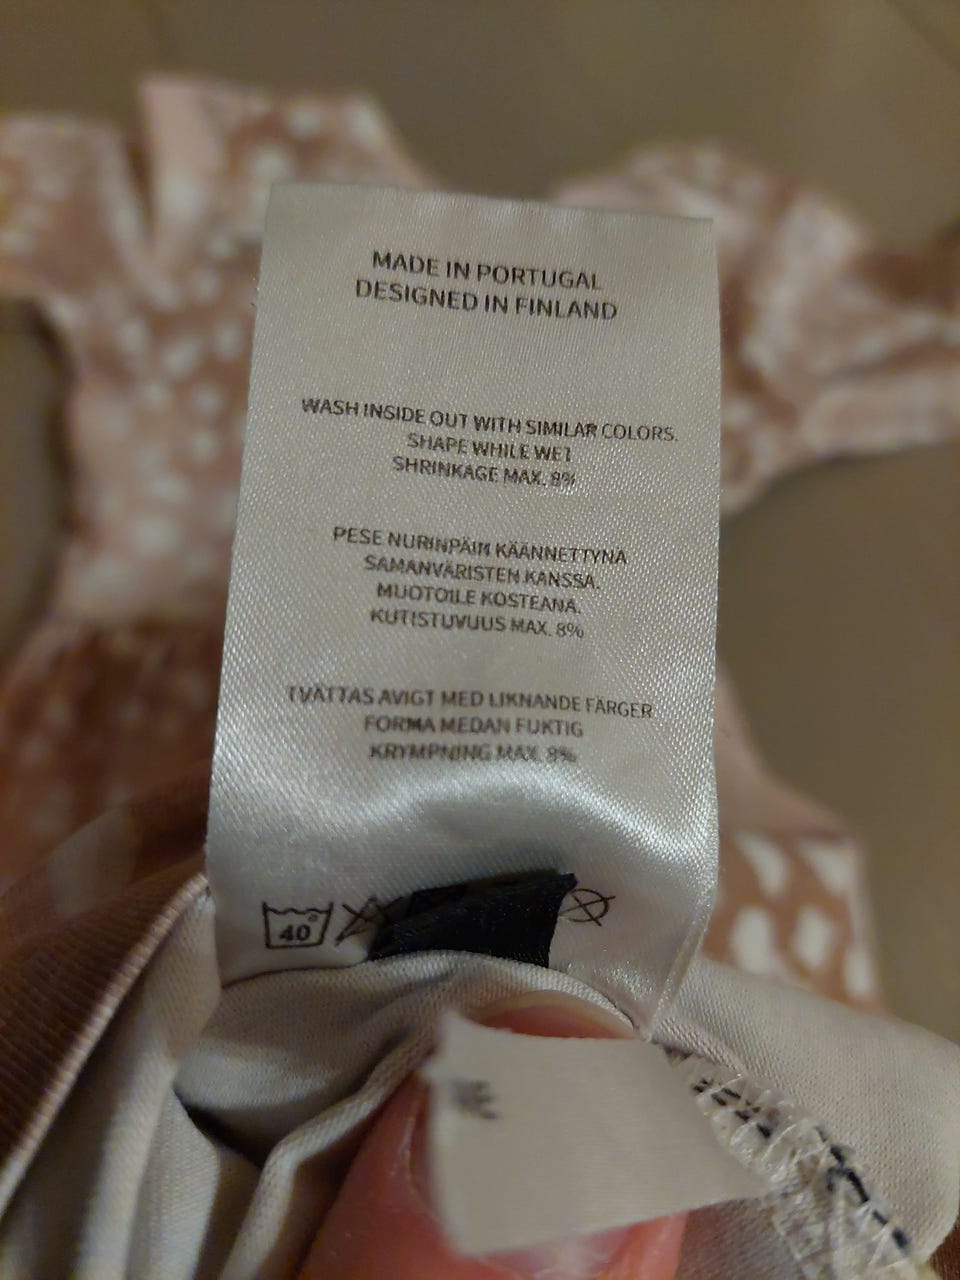 MADE IN PORTUGAL
DESIGNED IN FINLAND
WASH INSIDE OUT WITH SIMILAR COLORS.
SHAPE WHILE WET
SHRINKAGE MAX. 8%
PESE NURINPÄIN KÄÄNNETTYNÄ
SAMANVÄRISTEN KANSSA.
MUOTOILE KOSTEANA.
KUTISTUVUUS MAX. 8%
TVÄTTAS AVIGT MED LIKNANDE FÄRGER
FORMA MEDAN FUKTIG
KRYMPNING MAX. 8%
40°